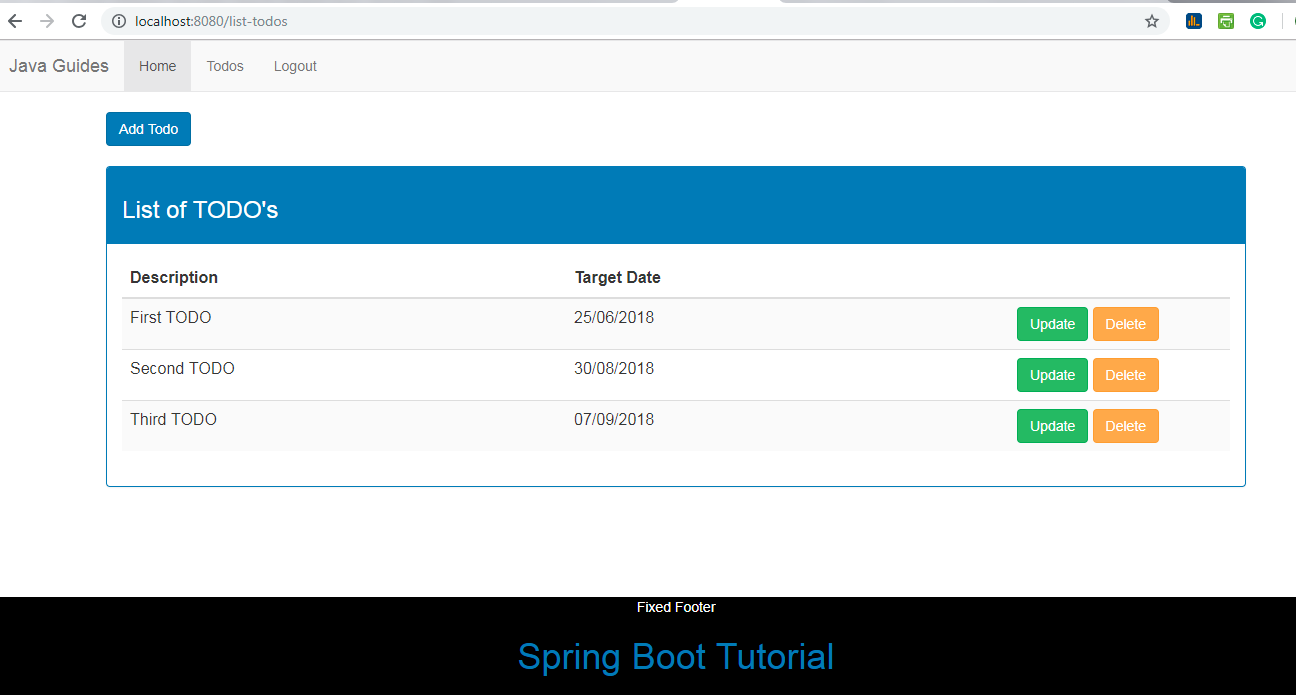 localhost:8080/list-todos
Java Guides Home Todos Logout
Add Todo
List of TODO's
Description Target Date
First TODO 25/06/2018 Update Delete
Second TODO 30/08/2018 Update Delete
Third TODO 07/09/2018 Update Delete
Fixed Footer
Spring Boot Tutorial